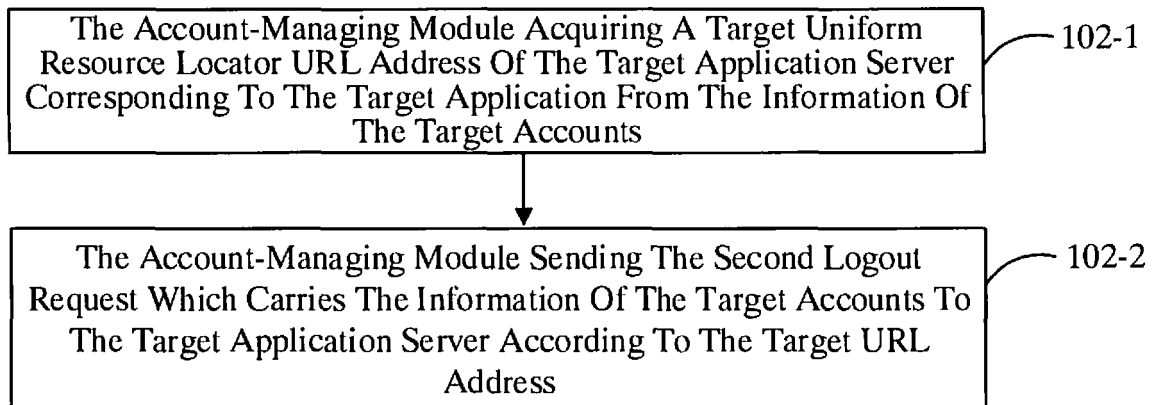 The Account-Managing Module Acquiring A Target Uniform
Resource Locator URL Address Of The Target Application Server
Corresponding To The Target Application From The Information Of
The Target Accounts
102-1
The Account-Managing Module Sending The Second Logout
Request Which Carries The Information Of The Target Accounts To
The Target Application Server According To The Target URL
Address
102-2